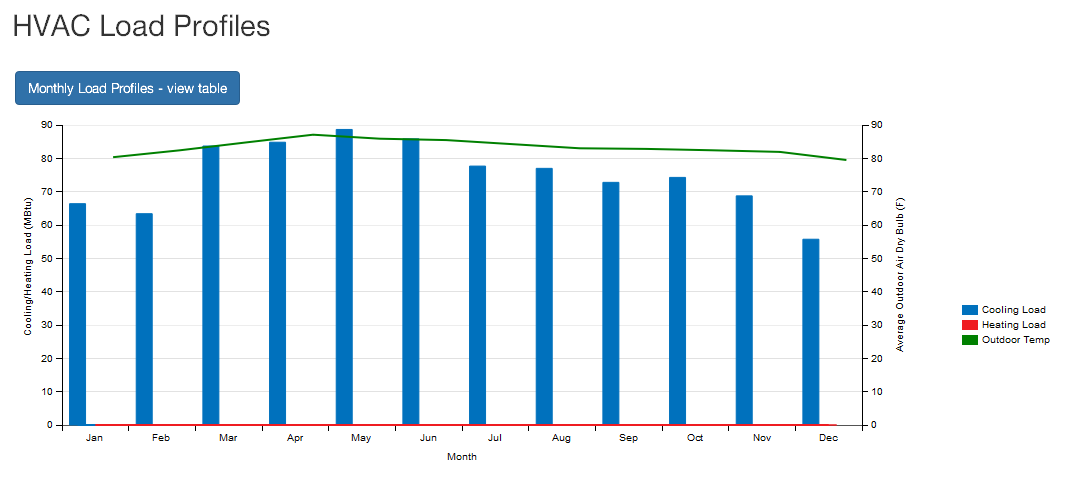 HVAC Load Profiles
Monthly Load Profiles - view table
90
80
70
60
50
40
30
20
10
0
Cooling/Heating Load (MBtu)
90
80
70
60
50
40
30
20
10
0
Average Outdoor Air Dry Bulb (F)
Jan Feb Mar Apr May Jun Jul Aug Sep Oct Nov Dec
Month
Cooling Load
Heating Load
Outdoor Temp